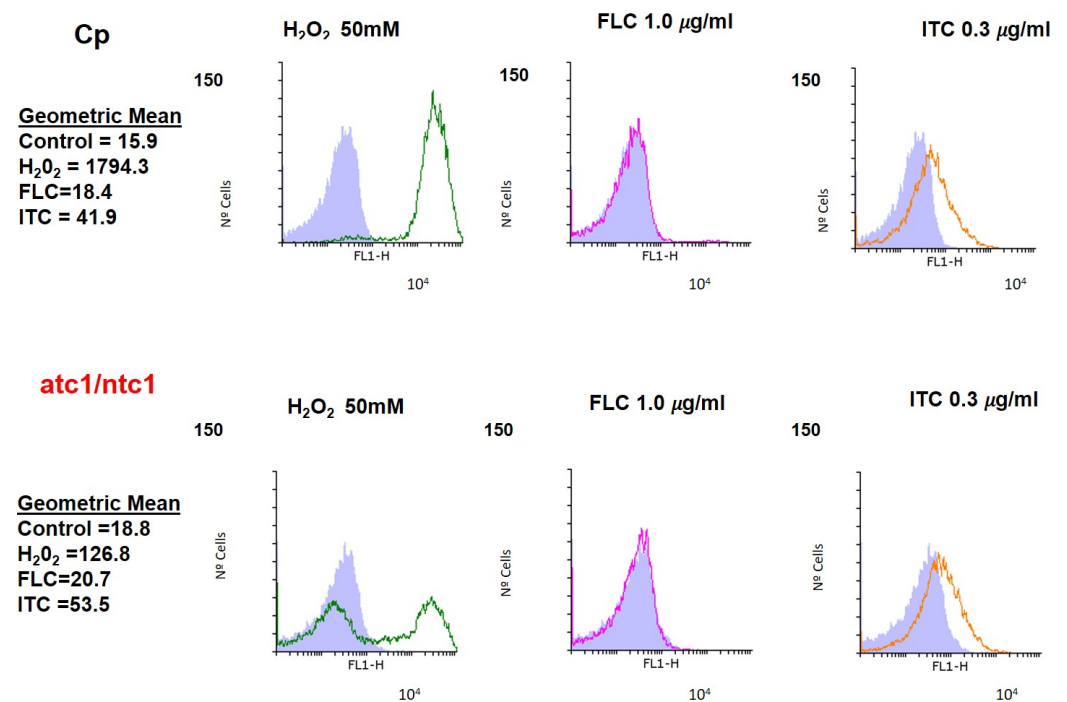 Cp
H₂O₂ 50mM
FLC 1.0 µg/ml
ITC 0.3 µg/ml
150
150
150
Geometric Mean
Control = 15.9
H₂0₂ = 1794.3
FLC=18.4
ITC = 41.9
Nº Cells
Nº Cells
Nº Cells
FL1-H
FL1-H
FL1-H
10⁴
10⁴
10⁴
atc1/ntc1
H₂O₂ 50mM
FLC 1.0 µg/ml
ITC 0.3 µg/ml
150
150
150
Geometric Mean
Control =18.8
H₂0₂ =126.8
FLC=20.7
ITC =53.5
Nº Cells
Nº Cells
Nº Cells
FL1-H
FL1-H
FL1-H
10⁴
10⁴
10⁴